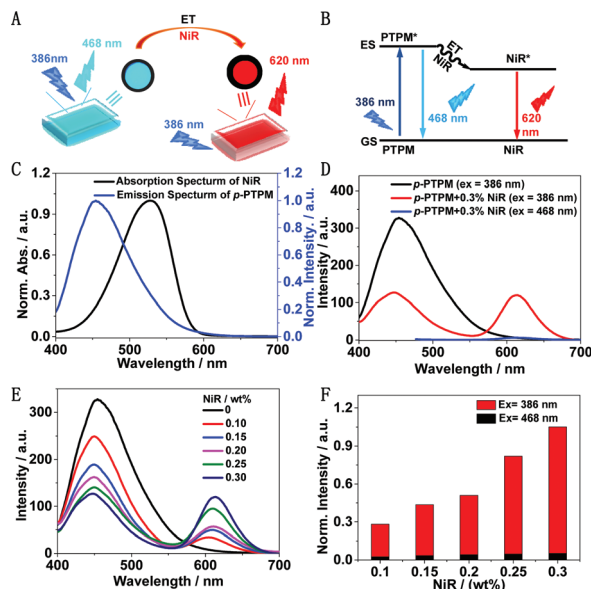 A
ET
NiR
468 nm
386nm
620 nm
386 nm
B
ES
PTPM*
ET
NiR
NiR*
386 nm
468 nm
620
nm
GS
PTPM
NiR
C
Absorption Specturm of NiR
Emission Specturm of p-PTPM
Norm. Abs. / a.u.
Norm. Intensity. / a.u.
1.2
0.9
0.6
0.3
0.0
1.2
1.0
0.8
0.6
0.4
0.2
0.0
400
500
600
700
Wavelength / nm
D
p-PTPM (ex = 386 nm)
p-PTPM+0.3% NiR (ex = 386 nm)
p-PTPM+0.3% NiR (ex = 468 nm)
Intensity / a.u.
400
300
200
100
0
400
500
600
700
Wavelength / nm
E
NiR / wt%
0
0.10
0.15
0.20
0.25
0.30
Intensity / a.u.
300
200
100
0
400
500
600
700
Wavelength / nm
F
Ex= 386 nm
Ex= 468 nm
Norm. Intensity / a.u.
1.2
0.9
0.6
0.3
0.0
0.1
0.15
0.2
0.25
0.3
NiR / (wt%)